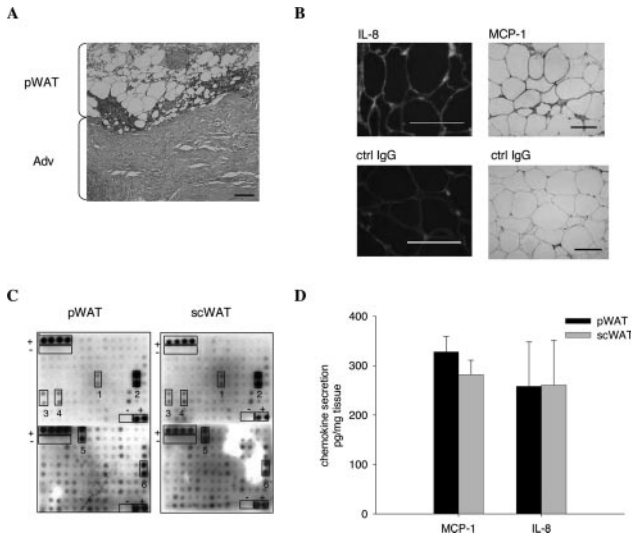 A
pWAT
Adv
B
IL-8
MCP-1
ctrl IgG
ctrl IgG
C
pWAT
scWAT
+
-
1
2
3
4
- +
+
-
5
6
- +
+
-
1
2
3
4
- +
+
-
5
6
- +
D
chemokine secretion
pg/mg tissue
400
300
200
100
0
pWAT
scWAT
MCP-1
IL-8